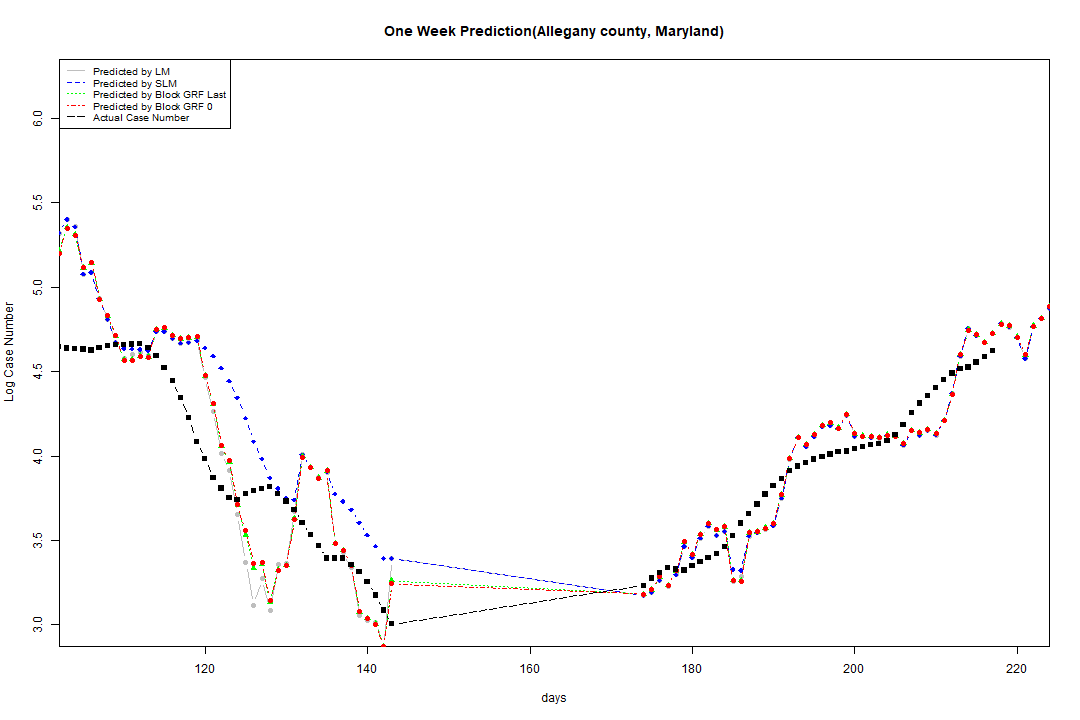 One Week Prediction(Allegany county, Maryland)
Predicted by LM
Predicted by SLM
Predicted by Block GRF Last
Predicted by Block GRF 0
Actual Case Number
Log Case Number
6.0
5.5
5.0
4.5
4.0
3.5
3.0
120
140
160
180
200
220
days